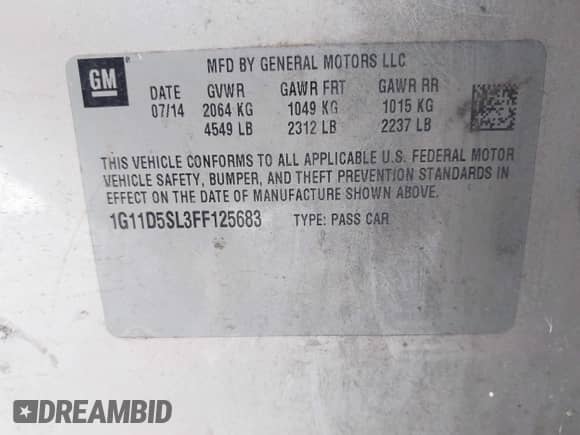 GM
MFD BY GENERAL MOTORS LLC
DATE GVWR GAWR FRT GAWR RR
07/14 2064 KG 1049 KG 1015 KG
4549 LB 2312 LB 2237 LB
THIS VEHICLE CONFORMS TO ALL APPLICABLE U.S. FEDERAL MOTOR
VEHICLE SAFETY, BUMPER, AND THEFT PREVENTION STANDARDS IN
EFFECT ON THE DATE OF MANUFACTURE SHOWN ABOVE.
1G11D5SL3FF125683 TYPE: PASS CAR
DREAMBID